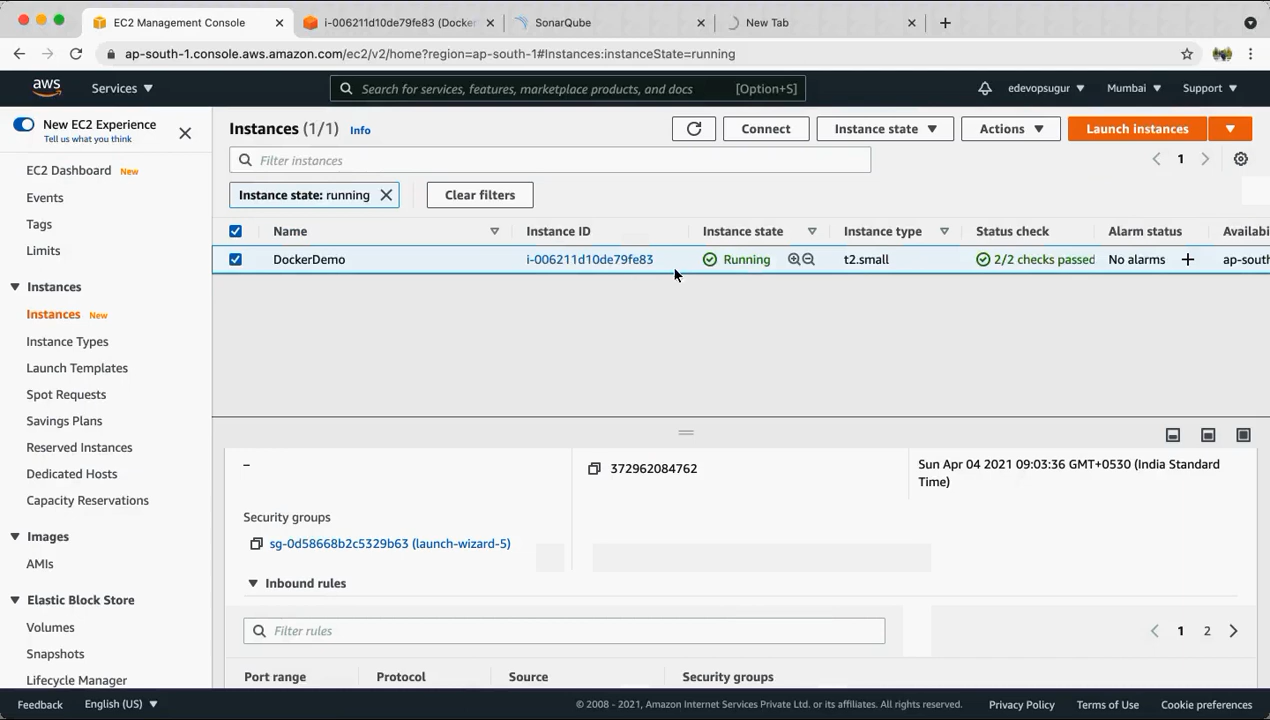 EC2 Management Console
i-006211d10de79fe83 (Docker
SonarQube
New Tab
ap-south-1.console.aws.amazon.com/ec2/v2/home?region=ap-south-1#Instances:instanceState=running
aws
Services
Search for services, features, marketplace products, and docs
[Option+S]
edevopsugur
Mumbai
Support
New EC2 Experience
Tell us what you think
EC2 Dashboard New
Events
Tags
Limits
Instances
Instances New
Instance Types
Launch Templates
Spot Requests
Savings Plans
Reserved Instances
Dedicated Hosts
Capacity Reservations
Images
AMIs
Elastic Block Store
Volumes
Snapshots
Lifecycle Manager
Instances (1/1) Info
Connect
Instance state
Actions
Launch instances
Filter instances
1
Instance state: running
Clear filters
Name Instance ID Instance state Instance type Status check Alarm status Availabi
DockerDemo i-006211d10de79fe83 Running t2.small 2/2 checks passed No alarms ap-south
–
372962084762
Sun Apr 04 2021 09:03:36 GMT+0530 (India Standard
Time)
Security groups
sg-0d58668b2c5329b63 (launch-wizard-5)
Inbound rules
Filter rules
1 2
Port range Protocol Source Security groups
Feedback
English (US)
© 2008 - 2021, Amazon Internet Services Private Ltd. or its affiliates. All rights reserved.
Privacy Policy
Terms of Use
Cookie preferences